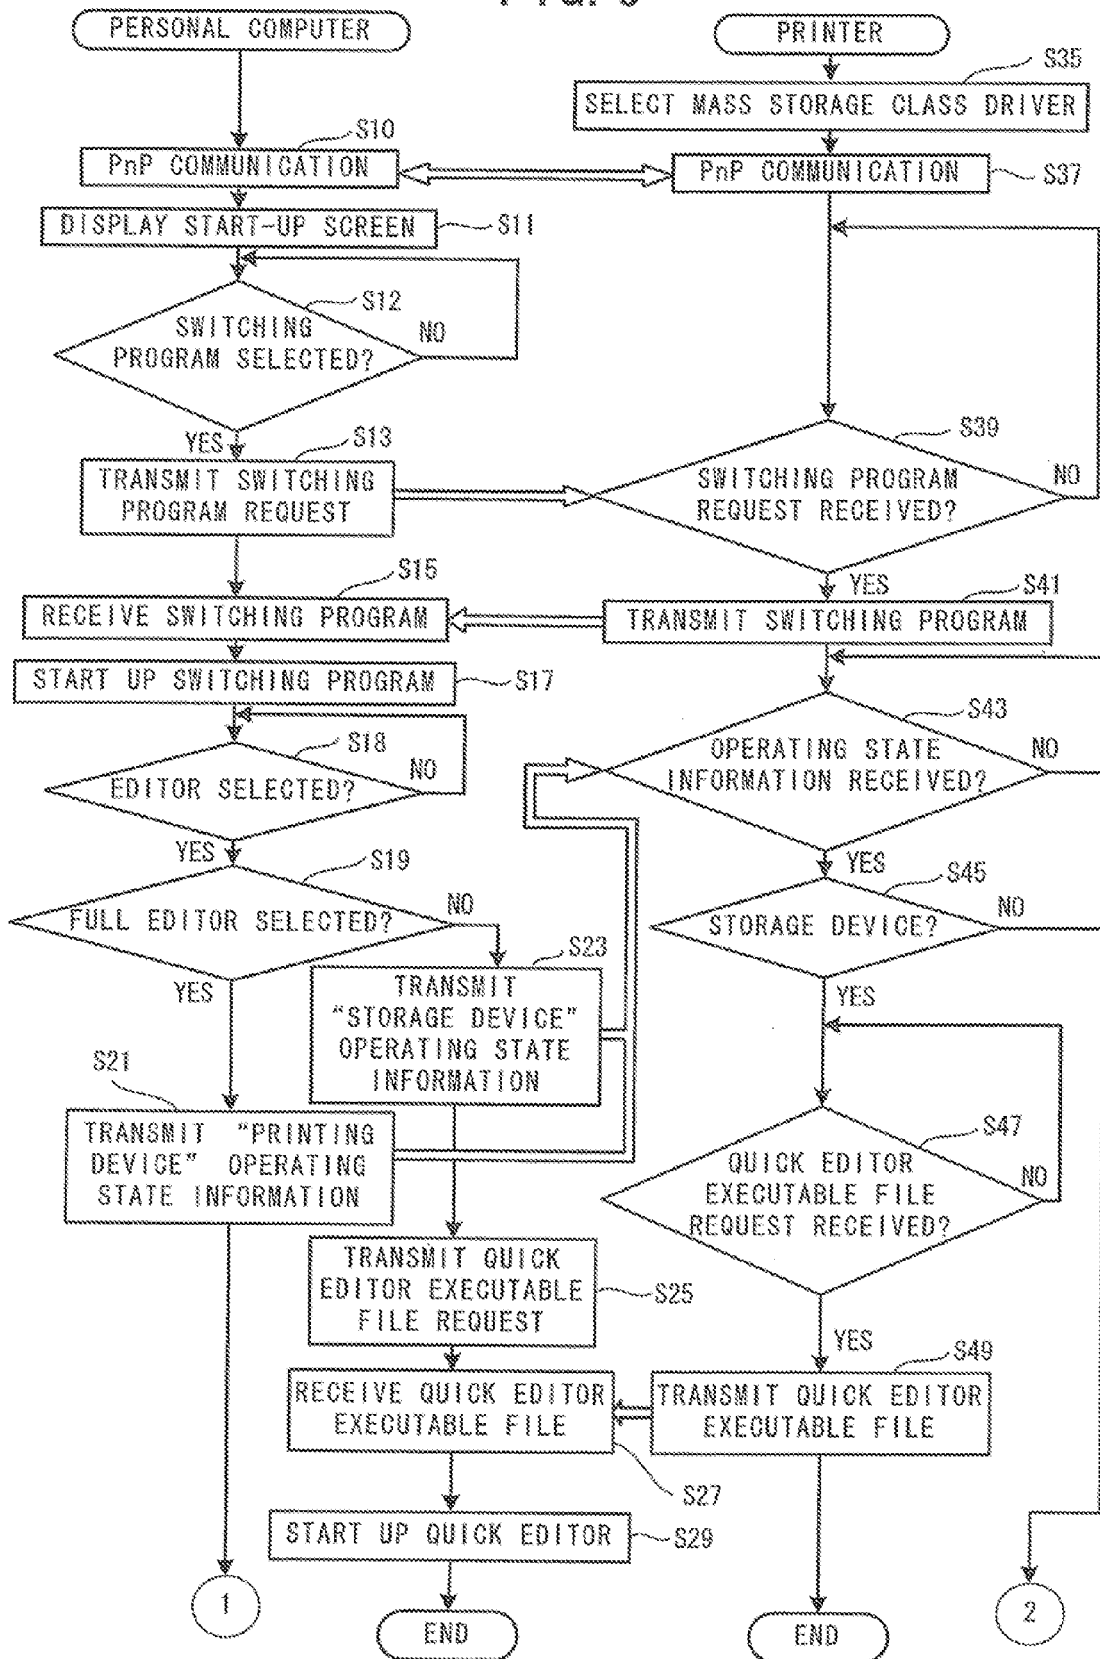 PERSONAL COMPUTER
PRINTER
S35
SELECT MASS STORAGE CLASS DRIVER
S10
PnP COMMUNICATION
PnP COMMUNICATION
S37
DISPLAY START-UP SCREEN
S11
S12
SWITCHING
PROGRAM SELECTED?
NO
YES
S13
TRANSMIT SWITCHING
PROGRAM REQUEST
S39
SWITCHING PROGRAM
REQUEST RECEIVED?
NO
YES
S15
RECEIVE SWITCHING PROGRAM
S41
TRANSMIT SWITCHING PROGRAM
START UP SWITCHING PROGRAM
S17
S18
EDITOR SELECTED?
NO
YES
S43
OPERATING STATE
INFORMATION RECEIVED?
NO
YES
S19
FULL EDITOR SELECTED?
NO
YES
S45
STORAGE DEVICE?
NO
YES
S23
TRANSMIT
"STORAGE DEVICE"
OPERATING STATE
INFORMATION
S21
TRANSMIT "PRINTING
DEVICE" OPERATING
STATE INFORMATION
S47
QUICK EDITOR
EXECUTABLE FILE
REQUEST RECEIVED?
NO
YES
TRANSMIT QUICK
EDITOR EXECUTABLE
FILE REQUEST
S25
S49
TRANSMIT QUICK EDITOR
EXECUTABLE FILE
RECEIVE QUICK EDITOR
EXECUTABLE FILE
S27
START UP QUICK EDITOR
S29
1
END
END
2